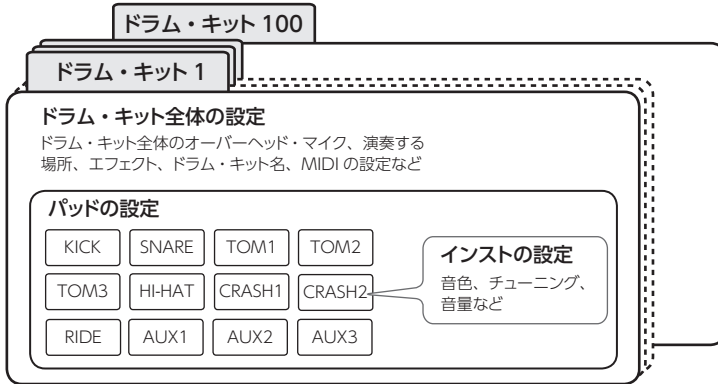 ドラム・キット 100
ドラム・キット 1
ドラム・キット全体の設定
ドラム・キット全体のオーバーヘッド・マイク、演奏する
場所、エフェクト、ドラム・キット名、MIDI の設定など
パッドの設定
KICK SNARE TOM1 TOM2
TOM3 HI-HAT CRASH1 CRASH2
RIDE AUX1 AUX2 AUX3
インストの設定
音色、チューニング、
音量など